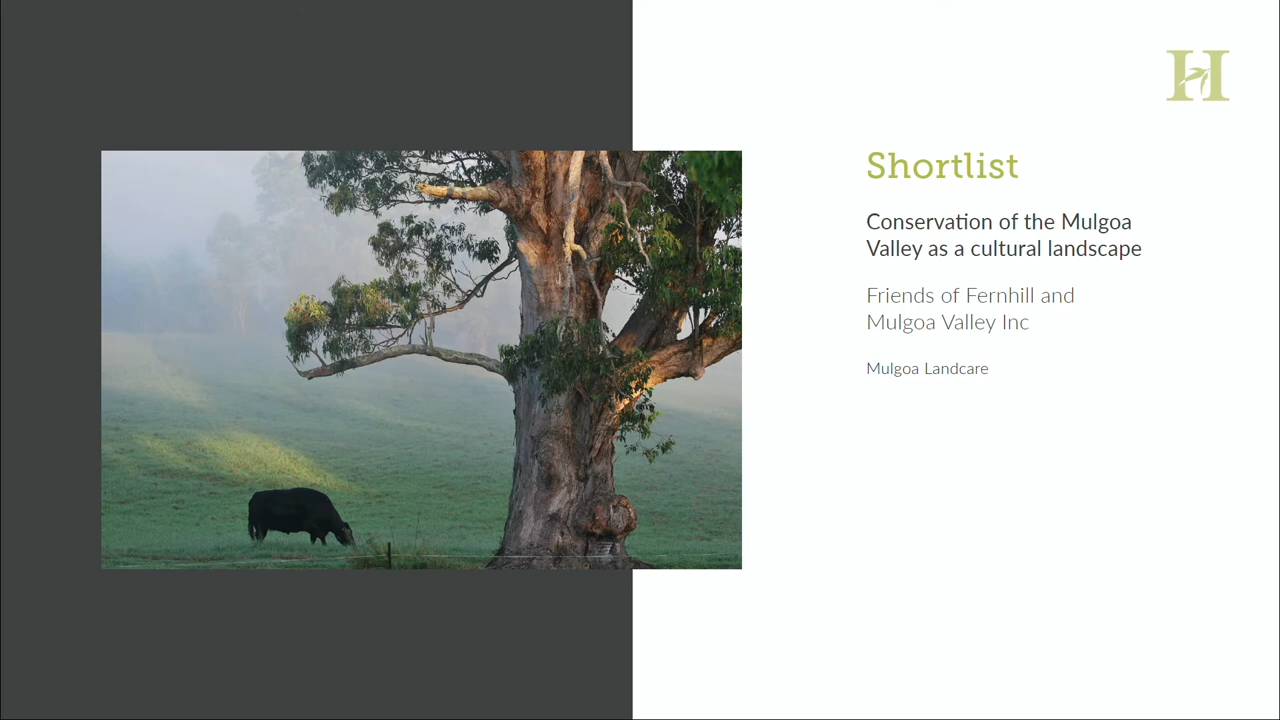 H
Shortlist
Conservation of the Mulgoa
Valley as a cultural landscape
Friends of Fernhill and
Mulgoa Valley Inc
Mulgoa Landcare